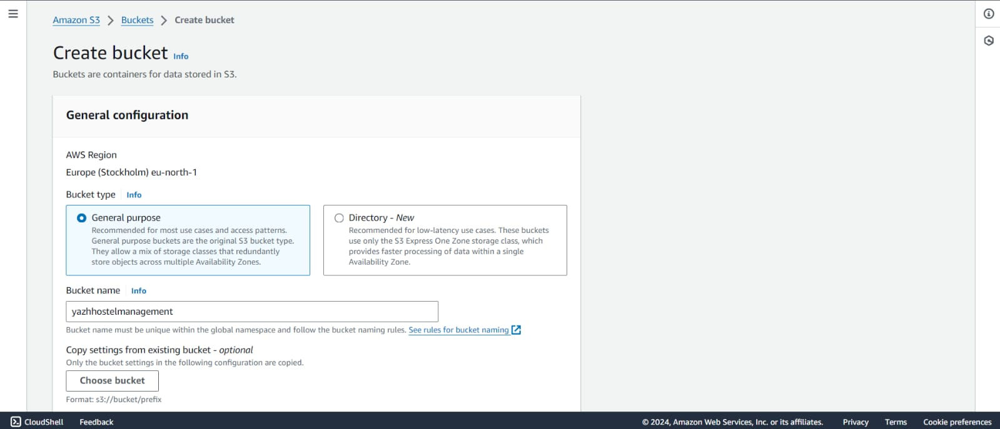 Amazon S3 > Buckets > Create bucket
Create bucket Info
Buckets are containers for data stored in S3.
General configuration
AWS Region
Europe (Stockholm) eu-north-1
Bucket type Info
General purpose
Recommended for most use cases and access patterns.
General purpose buckets are the original S3 bucket type.
They allow a mix of storage classes that redundantly
store objects across multiple Availability Zones.
Directory - New
Recommended for low-latency use cases. These buckets
use only the S3 Express One Zone storage class, which
provides faster processing of data within a single
Availability Zone.
Bucket name Info
yazhhostelmanagement
Bucket name must be unique within the global namespace and follow the bucket naming rules. See rules for bucket naming
Copy settings from existing bucket - optional
Only the bucket settings in the following configuration are copied.
Choose bucket
Format: s3://bucket/prefix
CloudShell Feedback © 2024, Amazon Web Services, Inc. or its affiliates. Privacy Terms Cookie preferences